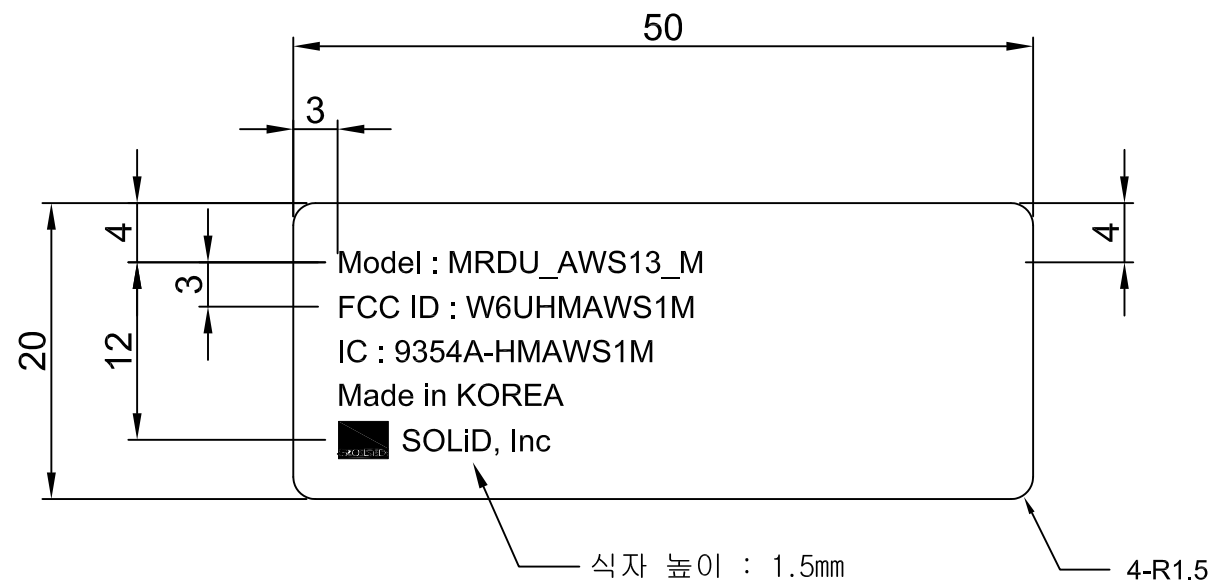 50
3
4
4
3
20
12
Model : MRDU_AWS13_M
FCC ID : W6UHMAWS1M
IC : 9354A-HMAWS1M
Made in KOREA
SOLiD, Inc
식자 높이 : 1.5mm
4-R1.5